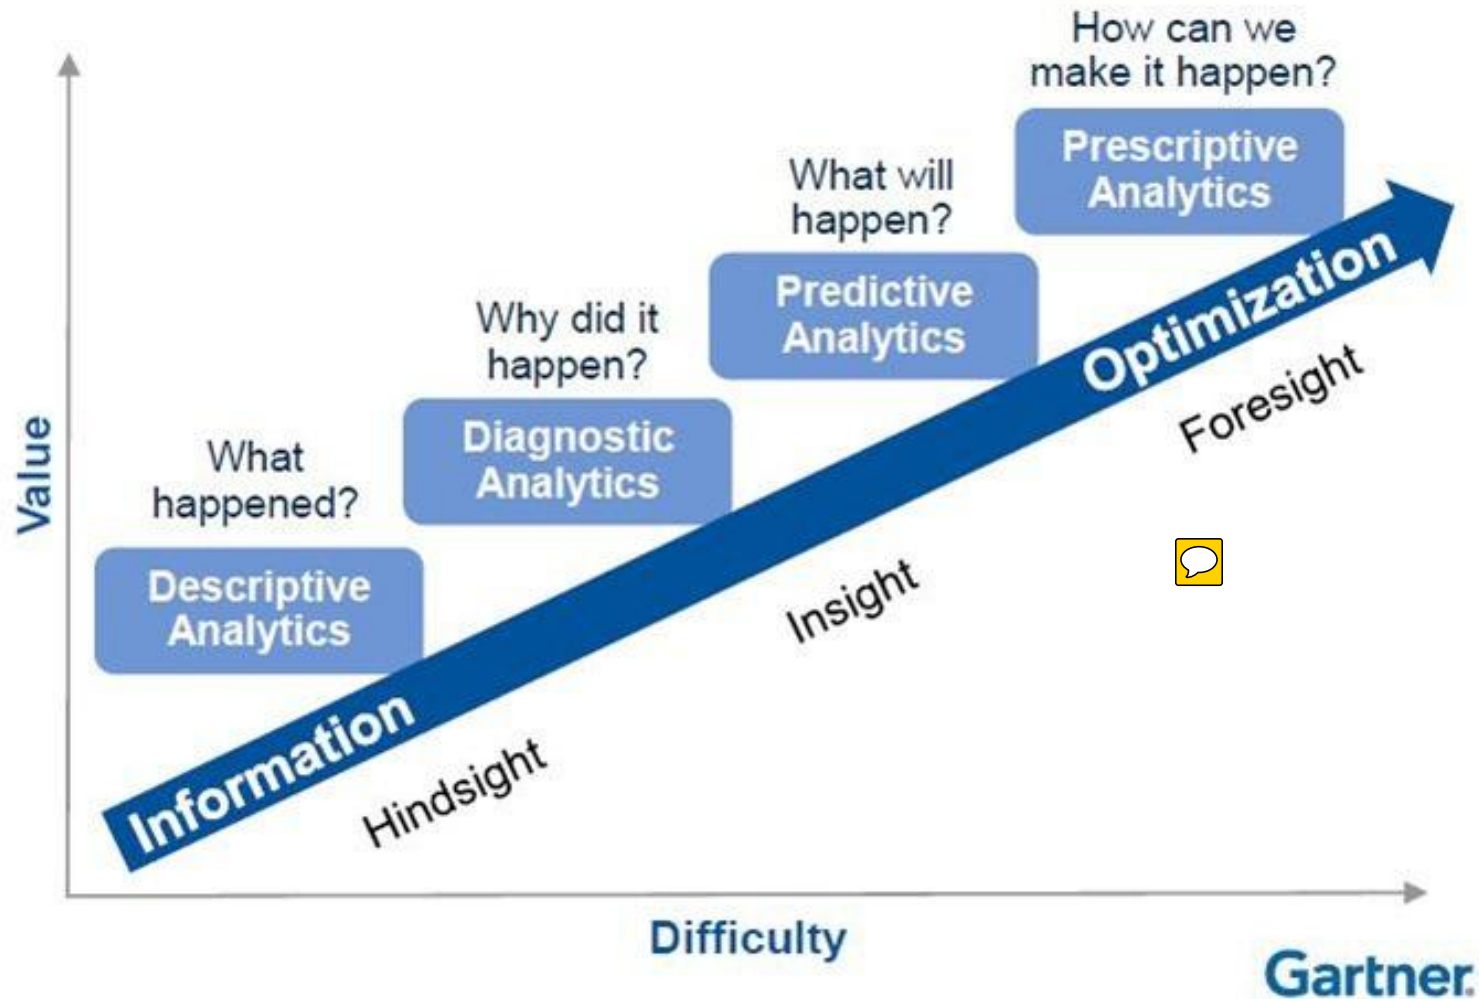 How can we
make it happen?
Prescriptive
Analytics
What will
happen?
Predictive
Analytics
Why did it
happen?
Diagnostic
Analytics
What
happened?
Descriptive
Analytics
Value
Information
Optimization
Hindsight
Insight
Foresight
Difficulty
Gartner.